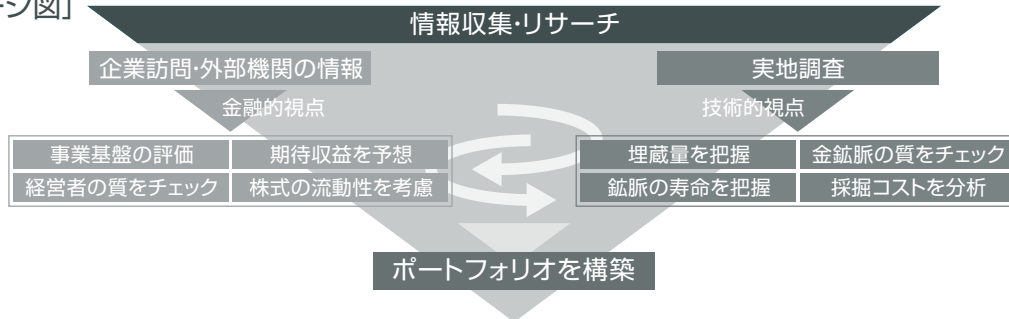 ージ図」
情報収集・リサーチ
企業訪問・外部機関の情報
実地調査
金融的視点
技術的視点
事業基盤の評価
期待収益を予想
経営者の質をチェック
株式の流動性を考慮
埋蔵量を把握
金鉱脈の質をチェック
鉱脈の寿命を把握
採掘コストを分析
ポートフォリオを構築